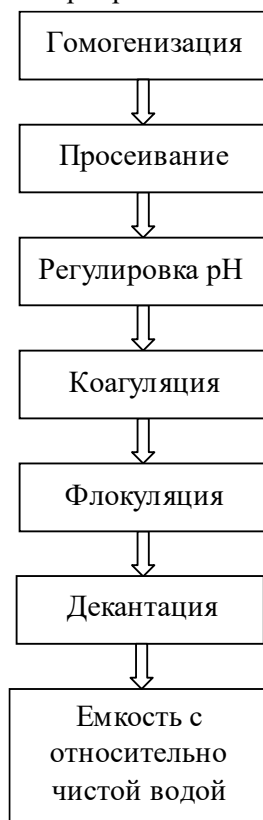 Гомогенизация
Просеивание
Регулировка pH
Коагуляция
Флокуляция
Декантация
Емкость с
относительно
чистой водой